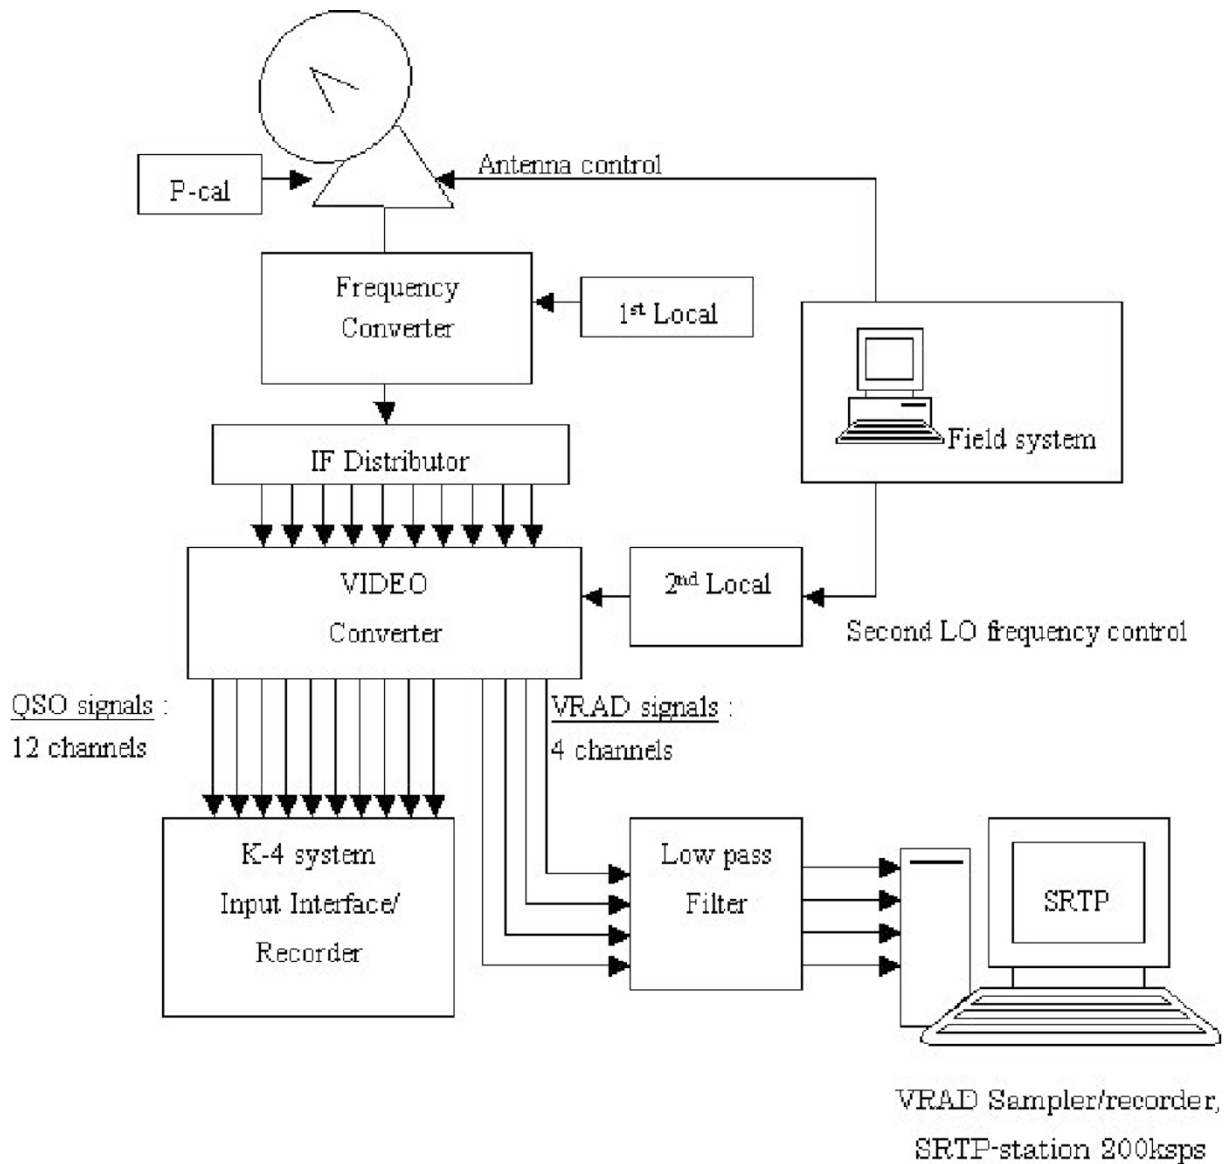 Antenna control
P-cal
Frequency
Converter
1st Local
Field system
IF Distributor
VIDEO
Converter
2nd Local
Second LO frequency control
QSO signals :
12 channels
VRAD signals :
4 channels
K-4 system
Input Interface/
Recorder
Low pass
Filter
SRTP
VRAD Sampler/recorder,
SRTP-station 200ksps